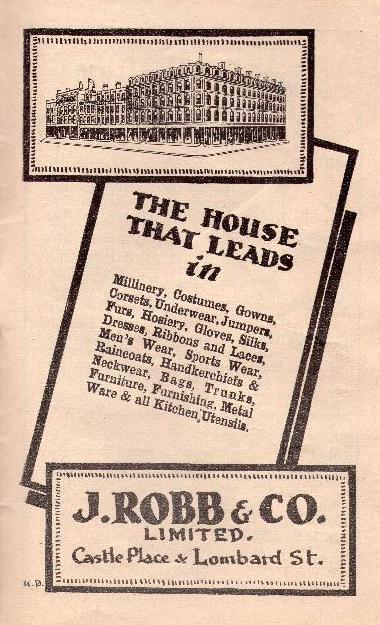 THE HOUSE
THAT LEADS
in
Millinery, Costumes, Gowns,
Corsets, Underwear, Jumpers,
Furs, Hosiery, Gloves, Silks,
Dresses, Ribbons and Laces,
Men's Wear, Sports Wear,
Raincoats, Handkerchiefs &
Neckwear, Bags, Trunks,
Furniture, Furnishing, Metal
Ware & all Kitchen Utensils.
J. ROBB & CO.
LIMITED.
Castle Place & Lombard St.